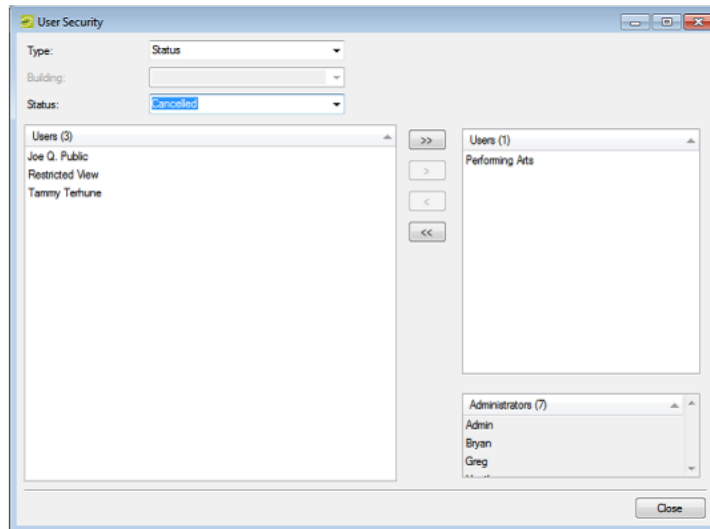 User Security
Type: Status
Building:
Status: Cancelled
Users (3)
Joe Q. Public
Restricted View
Tammy Terhune
>>
>
<
<<
Users (1)
Performing Arts
Administrators (7)
Admin
Bryan
Greg
Close